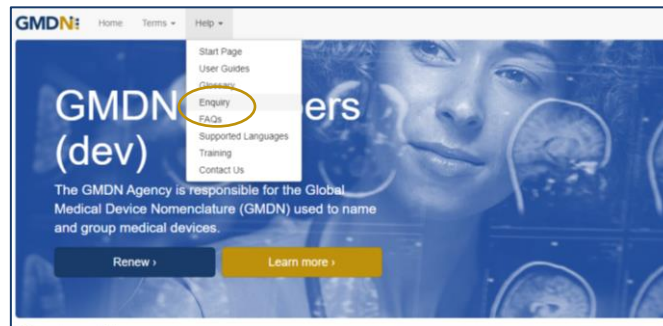 GMDN Home Terms Help
Start Page
User Guides
Glossary
Enquiry
FAQs
Supported Languages
Training
Contact Us
GMDN ers
(dev)
The GMDN Agency is responsible for the Global
Medical Device Nomenclature (GMDN) used to name
and group medical devices.
Renew › Learn more ›